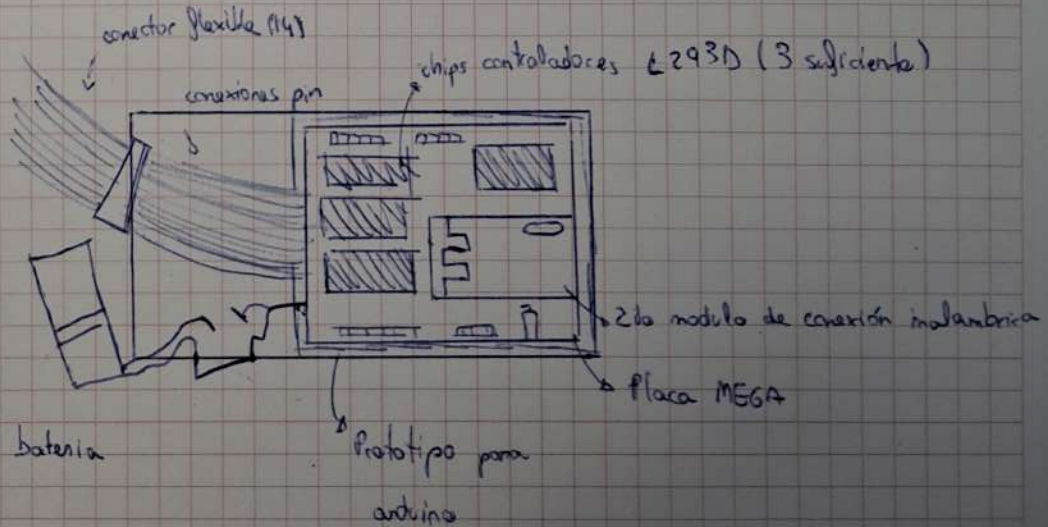 conector flexible (14)
chips controladores L293D (3 suficiente)
conexiones pin
2do modulo de conexión inalambrica
Placa MEGA
bateria
Prototipo para
arduino